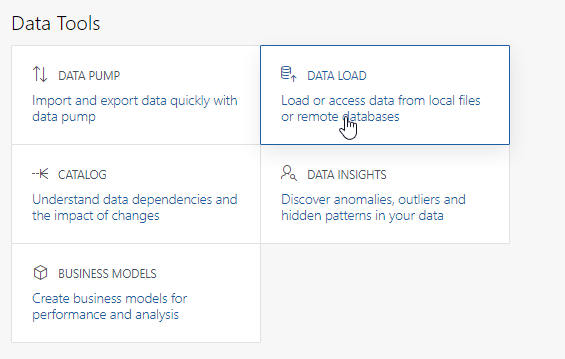 Data Tools
DATA PUMP
Import and export data quickly with
data pump
DATA LOAD
Load or access data from local files
or remote databases
CATALOG
Understand data dependencies and
the impact of changes
DATA INSIGHTS
Discover anomalies, outliers and
hidden patterns in your data
BUSINESS MODELS
Create business models for
performance and analysis